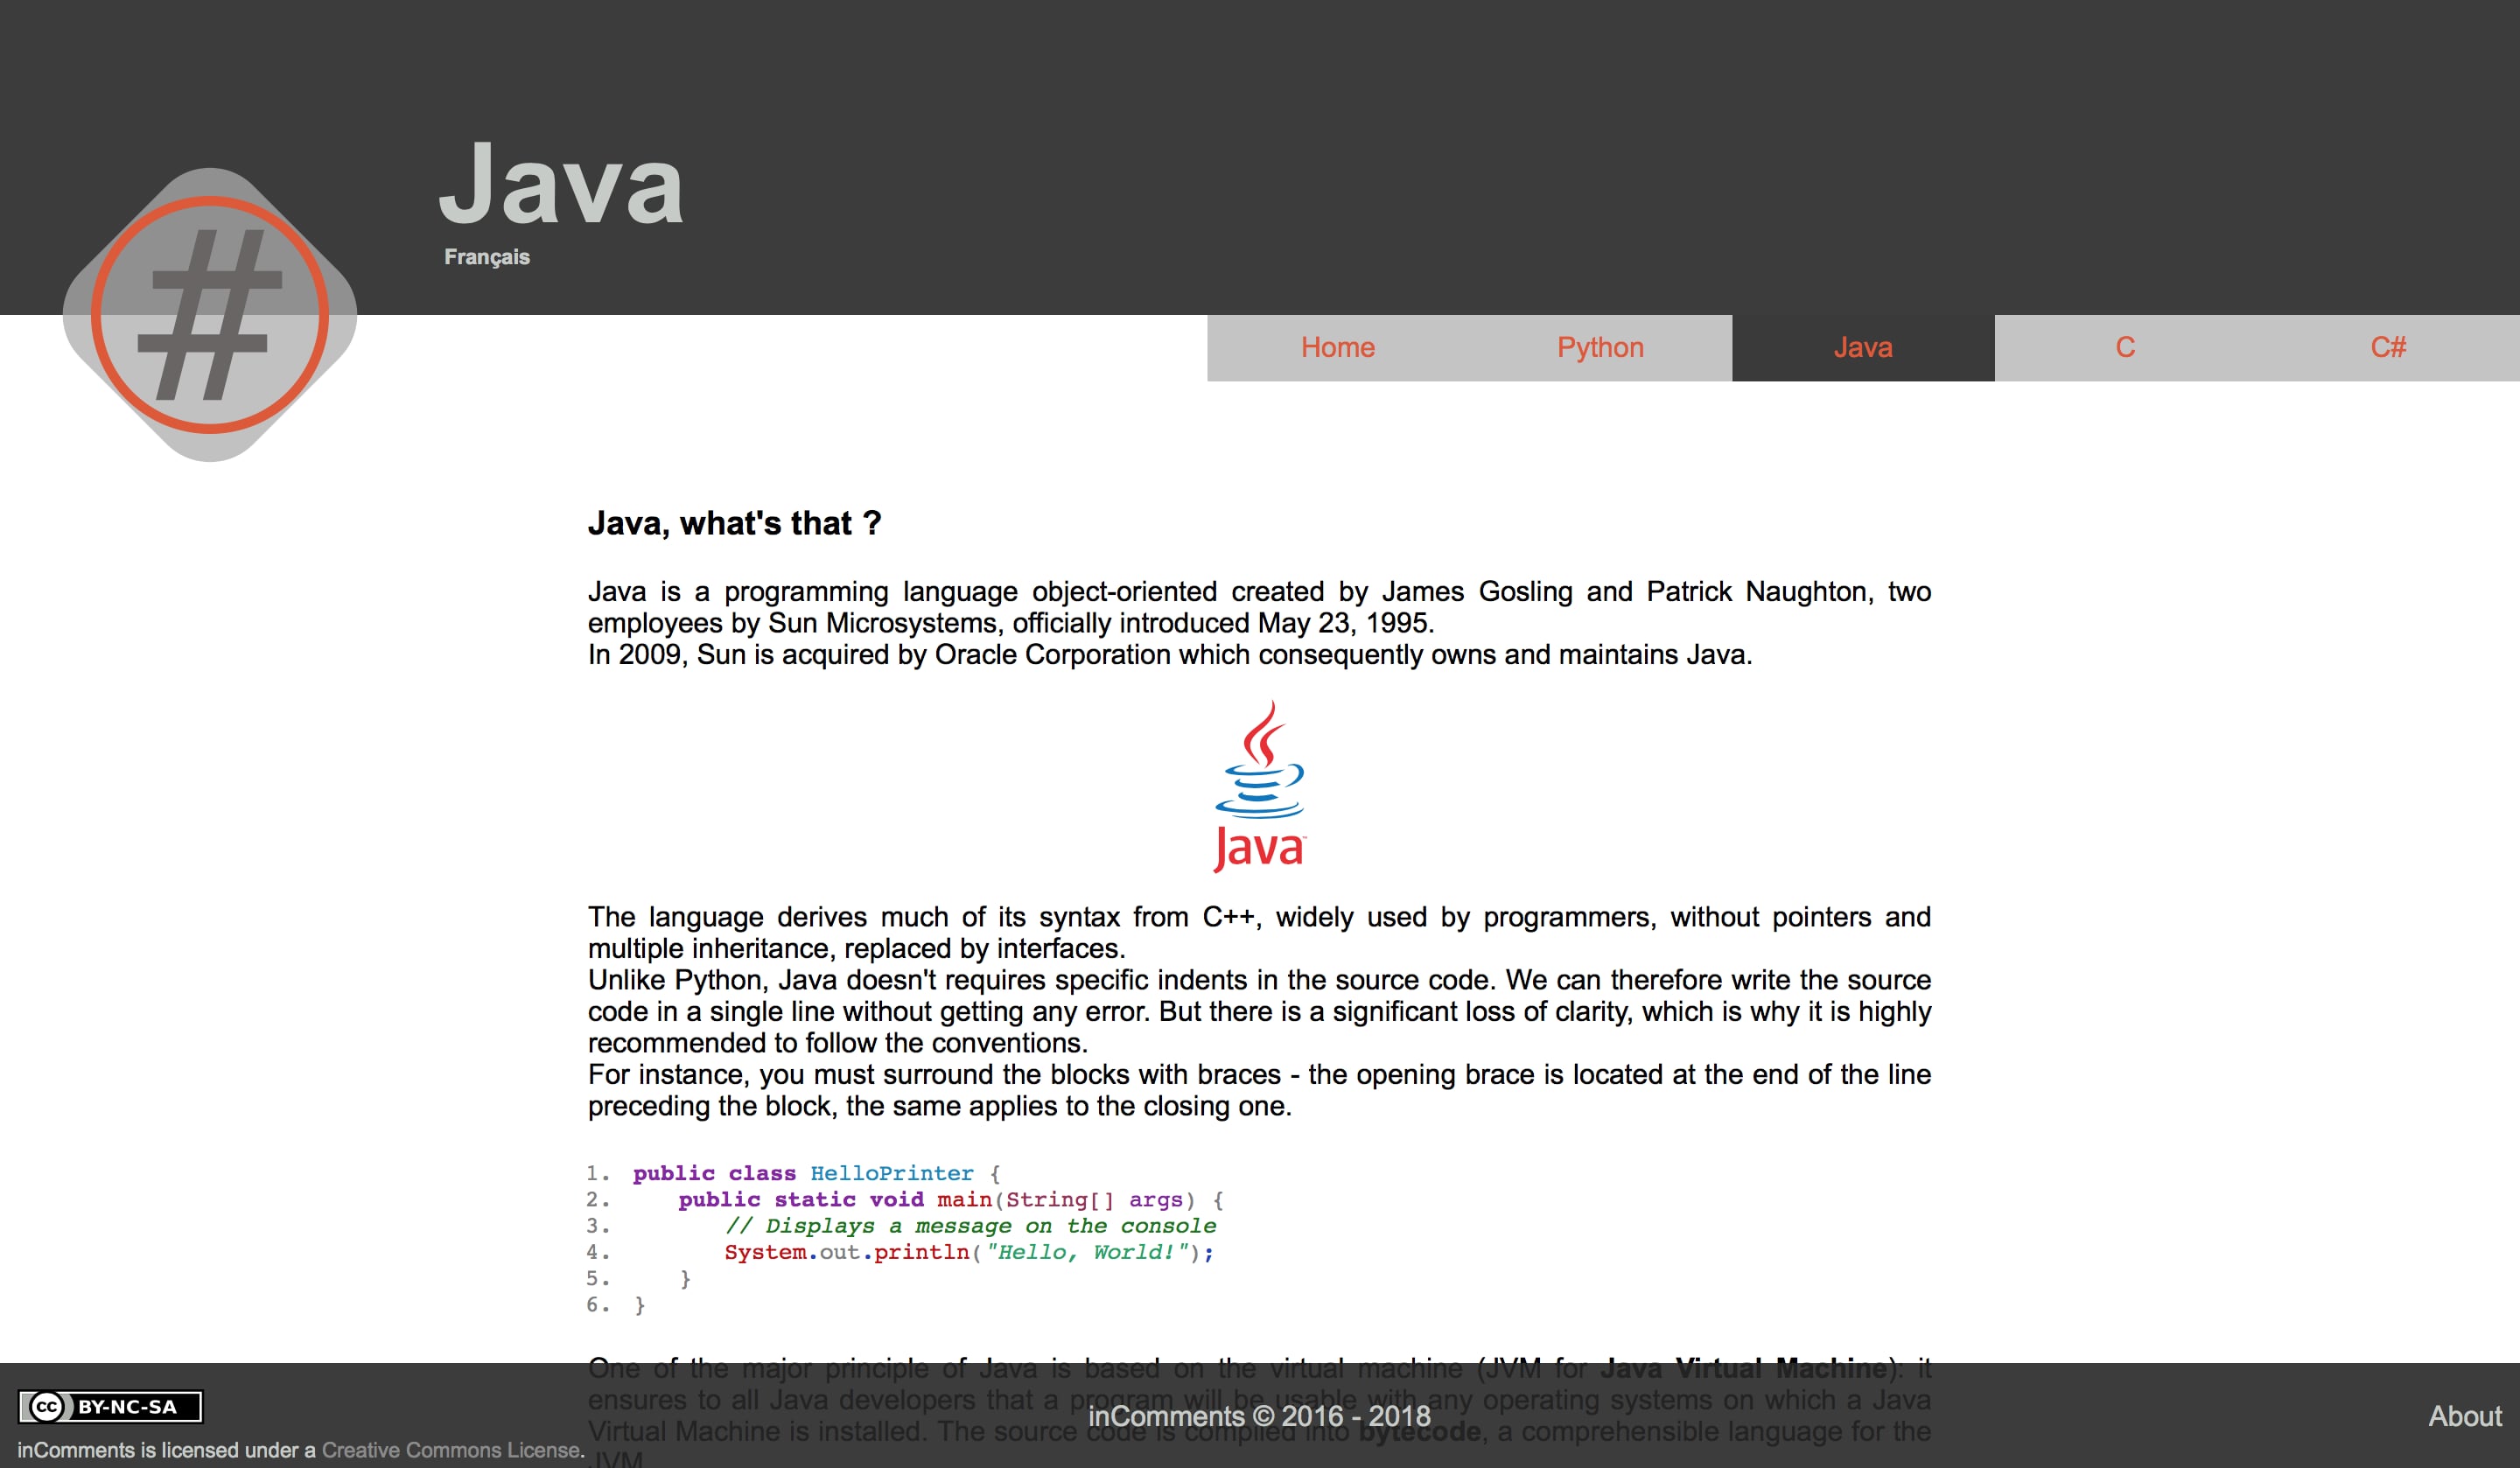 Java
Français
#
Home Python Java C C#
Java, what's that ?
Java is a programming language object-oriented created by James Gosling and Patrick Naughton, two
employees by Sun Microsystems, officially introduced May 23, 1995.
In 2009, Sun is acquired by Oracle Corporation which consequently owns and maintains Java.
Java™
The language derives much of its syntax from C++, widely used by programmers, without pointers and
multiple inheritance, replaced by interfaces.
Unlike Python, Java doesn't requires specific indents in the source code. We can therefore write the source
code in a single line without getting any error. But there is a significant loss of clarity, which is why it is highly
recommended to follow the conventions.
For instance, you must surround the blocks with braces - the opening brace is located at the end of the line
preceding the block, the same applies to the closing one.
1. public class HelloPrinter {
2. public static void main(String[] args) {
3. // Displays a message on the console
4. System.out.println("Hello, World!");
5. }
6. }
One of the major principle of Java is based on the virtual machine (JVM for Java Virtual Machine): it
ensures to all Java developers that a program will be usable with any operating systems on which a Java
Virtual Machine is installed. The source code is complied into bytecode, a comprehensible language for the
JVM
cc BY-NC-SA
inComments is licensed under a Creative Commons License.
inComments © 2016 - 2018
About